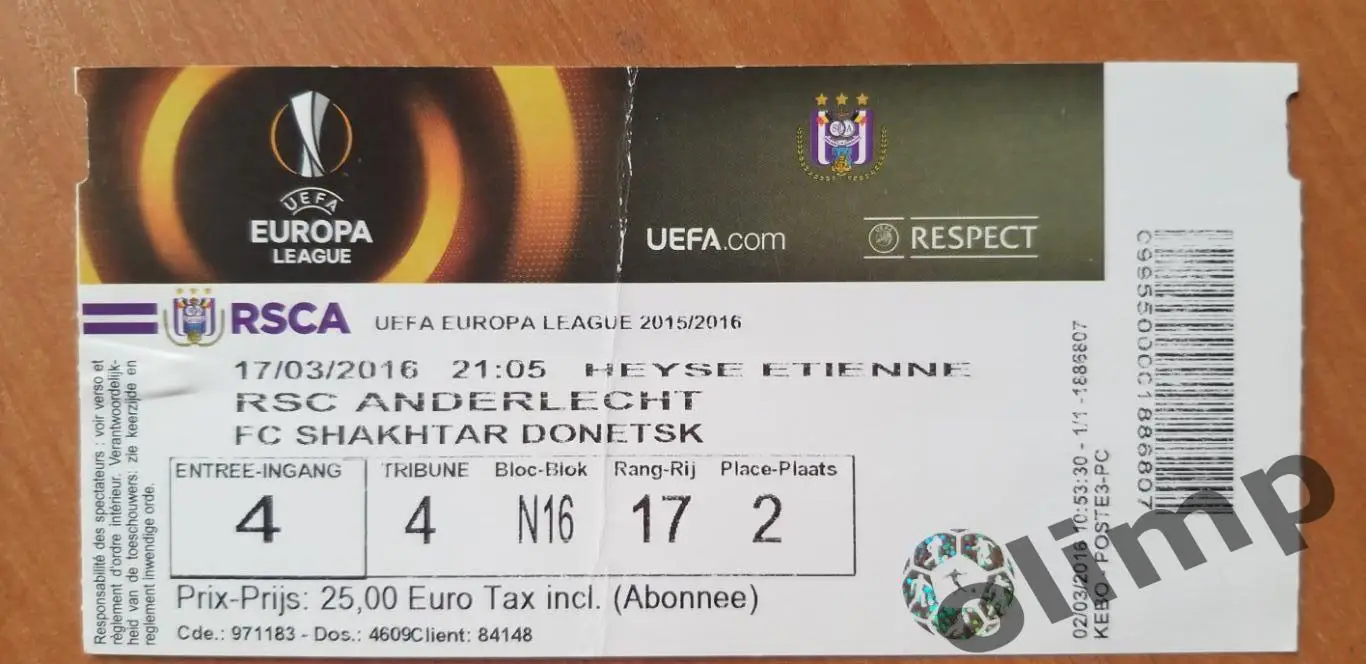 UEFA
EUROPA
LEAGUE
UEFA.com
RESPECT
RSCA
UEFA EUROPA LEAGUE 2015/2016
17/03/2016 21:05 HEYSE ETIENNE
RSC ANDERLECHT
FC SHAKHTAR DONETSK
ENTREE-INGANG TRIBUNE Bloc-Blok Rang-Rij Place-Plaats
4 4 N16 17 2
Prix-Prijs: 25,00 Euro Tax incl. (Abonnee)
Cde.: 971183 - Dos.: 4609Client: 84148
Responsabilité des spectateurs : voir verso et
règlement d'ordre intérieur. Verantwoordelijk-
heid van de toeschouwers: zie keerzijde en
reglement inwendige orde.
02/03/2016 10:53:30 - 1/1 -1886807
KEBO - POSTE3-PC
C995500C1886807
olimp